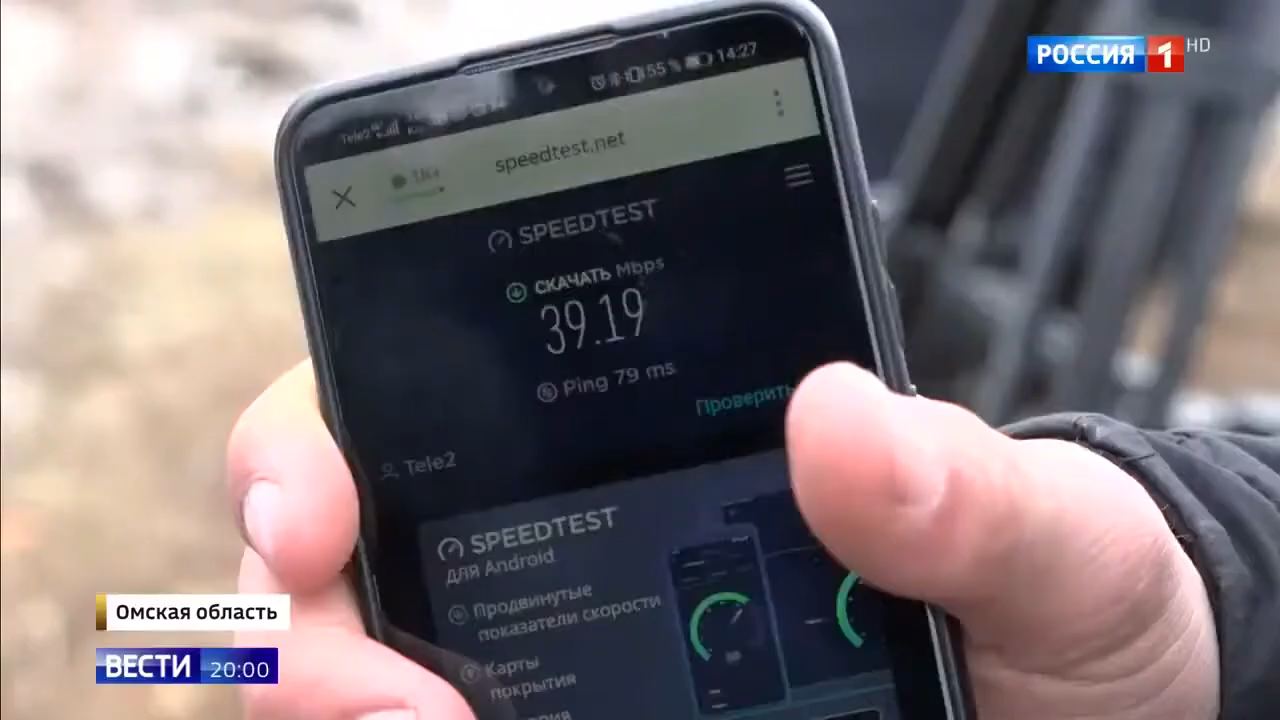 РОССИЯ 1 HD
Tele2
55 % 14:27
speedtest.net
SPEEDTEST
СКАЧАТЬ Mbps
39.19
Ping 79 ms
Проверить
Tele2
SPEEDTEST
для Android
Продвинутые
показатели скорости
Карты
покрытия
Омская область
ВЕСТИ 20:00